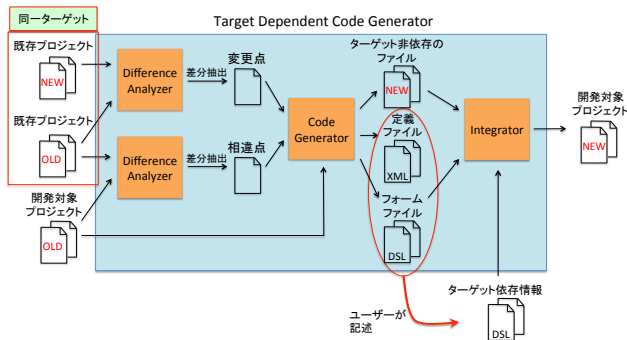 同一ターゲット
Target Dependent Code Generator
既存プロジェクト
NEW
Difference
Analyzer
差分抽出
変更点
ターゲット非依存の
ファイル
NEW
既存プロジェクト
OLD
Difference
Analyzer
差分抽出
相違点
Code
Generator
定義
ファイル
XML
Integrator
開発対象
プロジェクト
NEW
開発対象
プロジェクト
OLD
フォーム
ファイル
DSL
ユーザーが
記述
ターゲット依存情報
DSL